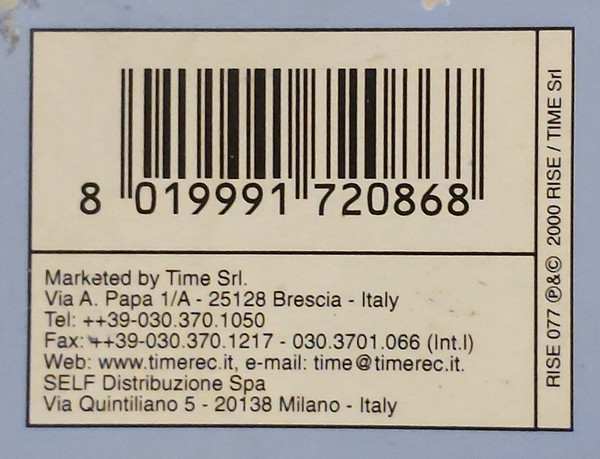 8 019991 720868
Marketed by Time Srl.
Via A. Papa 1/A - 25128 Brescia - Italy
Tel: ++39-030.370.1050
Fax: ++39-030.370.1217 - 030.3701.066 (Int.l)
Web: www.timerec.it, e-mail: time@timerec.it.
SELF Distribuzione Spa
Via Quintiliano 5 - 20138 Milano - Italy
RISE 077 ℗&© 2000 RISE / TIME Srl